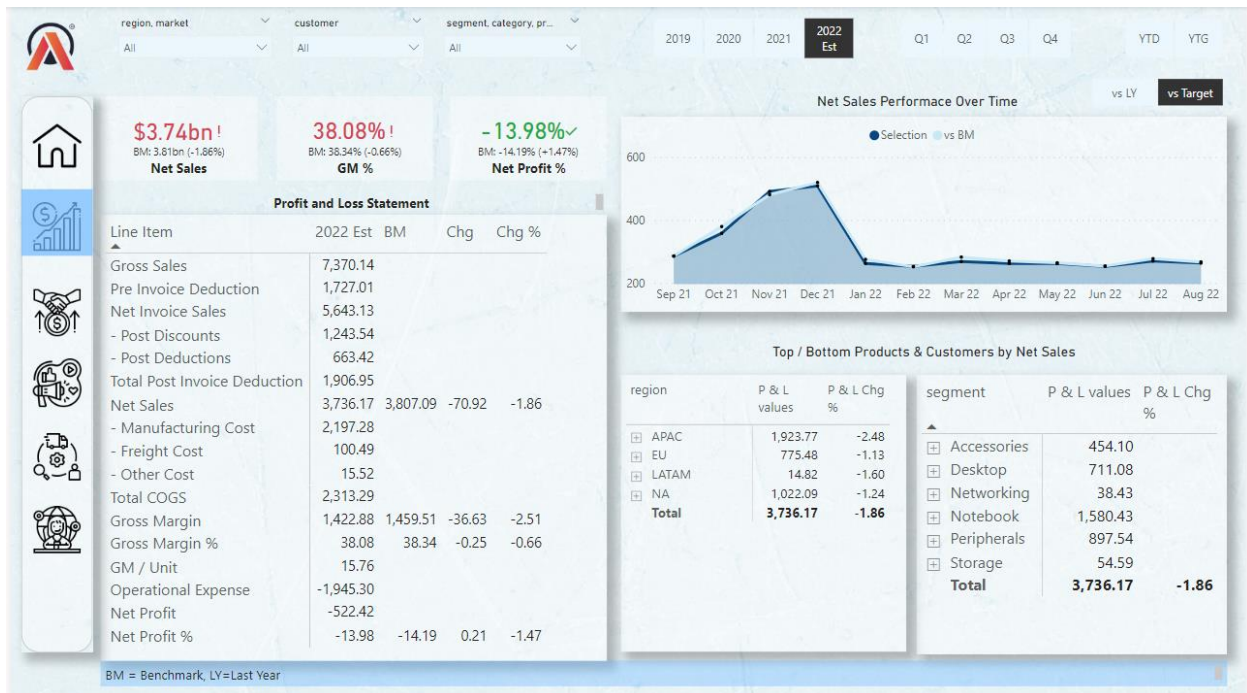 region, market
customer
segment, category, pr...
All
All
All
2019 2020 2021 2022 Est
Q1 Q2 Q3 Q4
YTD YTG
vs LY vs Target
$3.74bn!
BM: 3.81bn (-1.86%)
Net Sales
38.08%!
BM: 38.34% (-0.66%)
GM %
-13.98%✓
BM: -14.19% (+1.47%)
Net Profit %
Profit and Loss Statement
Line Item 2022 Est BM Chg Chg %
Gross Sales 7,370.14
Pre Invoice Deduction 1,727.01
Net Invoice Sales 5,643.13
- Post Discounts 1,243.54
- Post Deductions 663.42
Total Post Invoice Deduction 1,906.95
Net Sales 3,736.17 3,807.09 -70.92 -1.86
- Manufacturing Cost 2,197.28
- Freight Cost 100.49
- Other Cost 15.52
Total COGS 2,313.29
Gross Margin 1,422.88 1,459.51 -36.63 -2.51
Gross Margin % 38.08 38.34 -0.25 -0.66
GM / Unit 15.76
Operational Expense -1,945.30
Net Profit -522.42
Net Profit % -13.98 -14.19 0.21 -1.47
Net Sales Performace Over Time
Selection vs BM
600
400
200
Sep 21 Oct 21 Nov 21 Dec 21 Jan 22 Feb 22 Mar 22 Apr 22 May 22 Jun 22 Jul 22 Aug 22
Top / Bottom Products & Customers by Net Sales
region P & L values P & L Chg %
APAC 1,923.77 -2.48
EU 775.48 -1.13
LATAM 14.82 -1.60
NA 1,022.09 -1.24
Total 3,736.17 -1.86
segment P & L values P & L Chg %
Accessories 454.10
Desktop 711.08
Networking 38.43
Notebook 1,580.43
Peripherals 897.54
Storage 54.59
Total 3,736.17 -1.86
BM = Benchmark, LY=Last Year